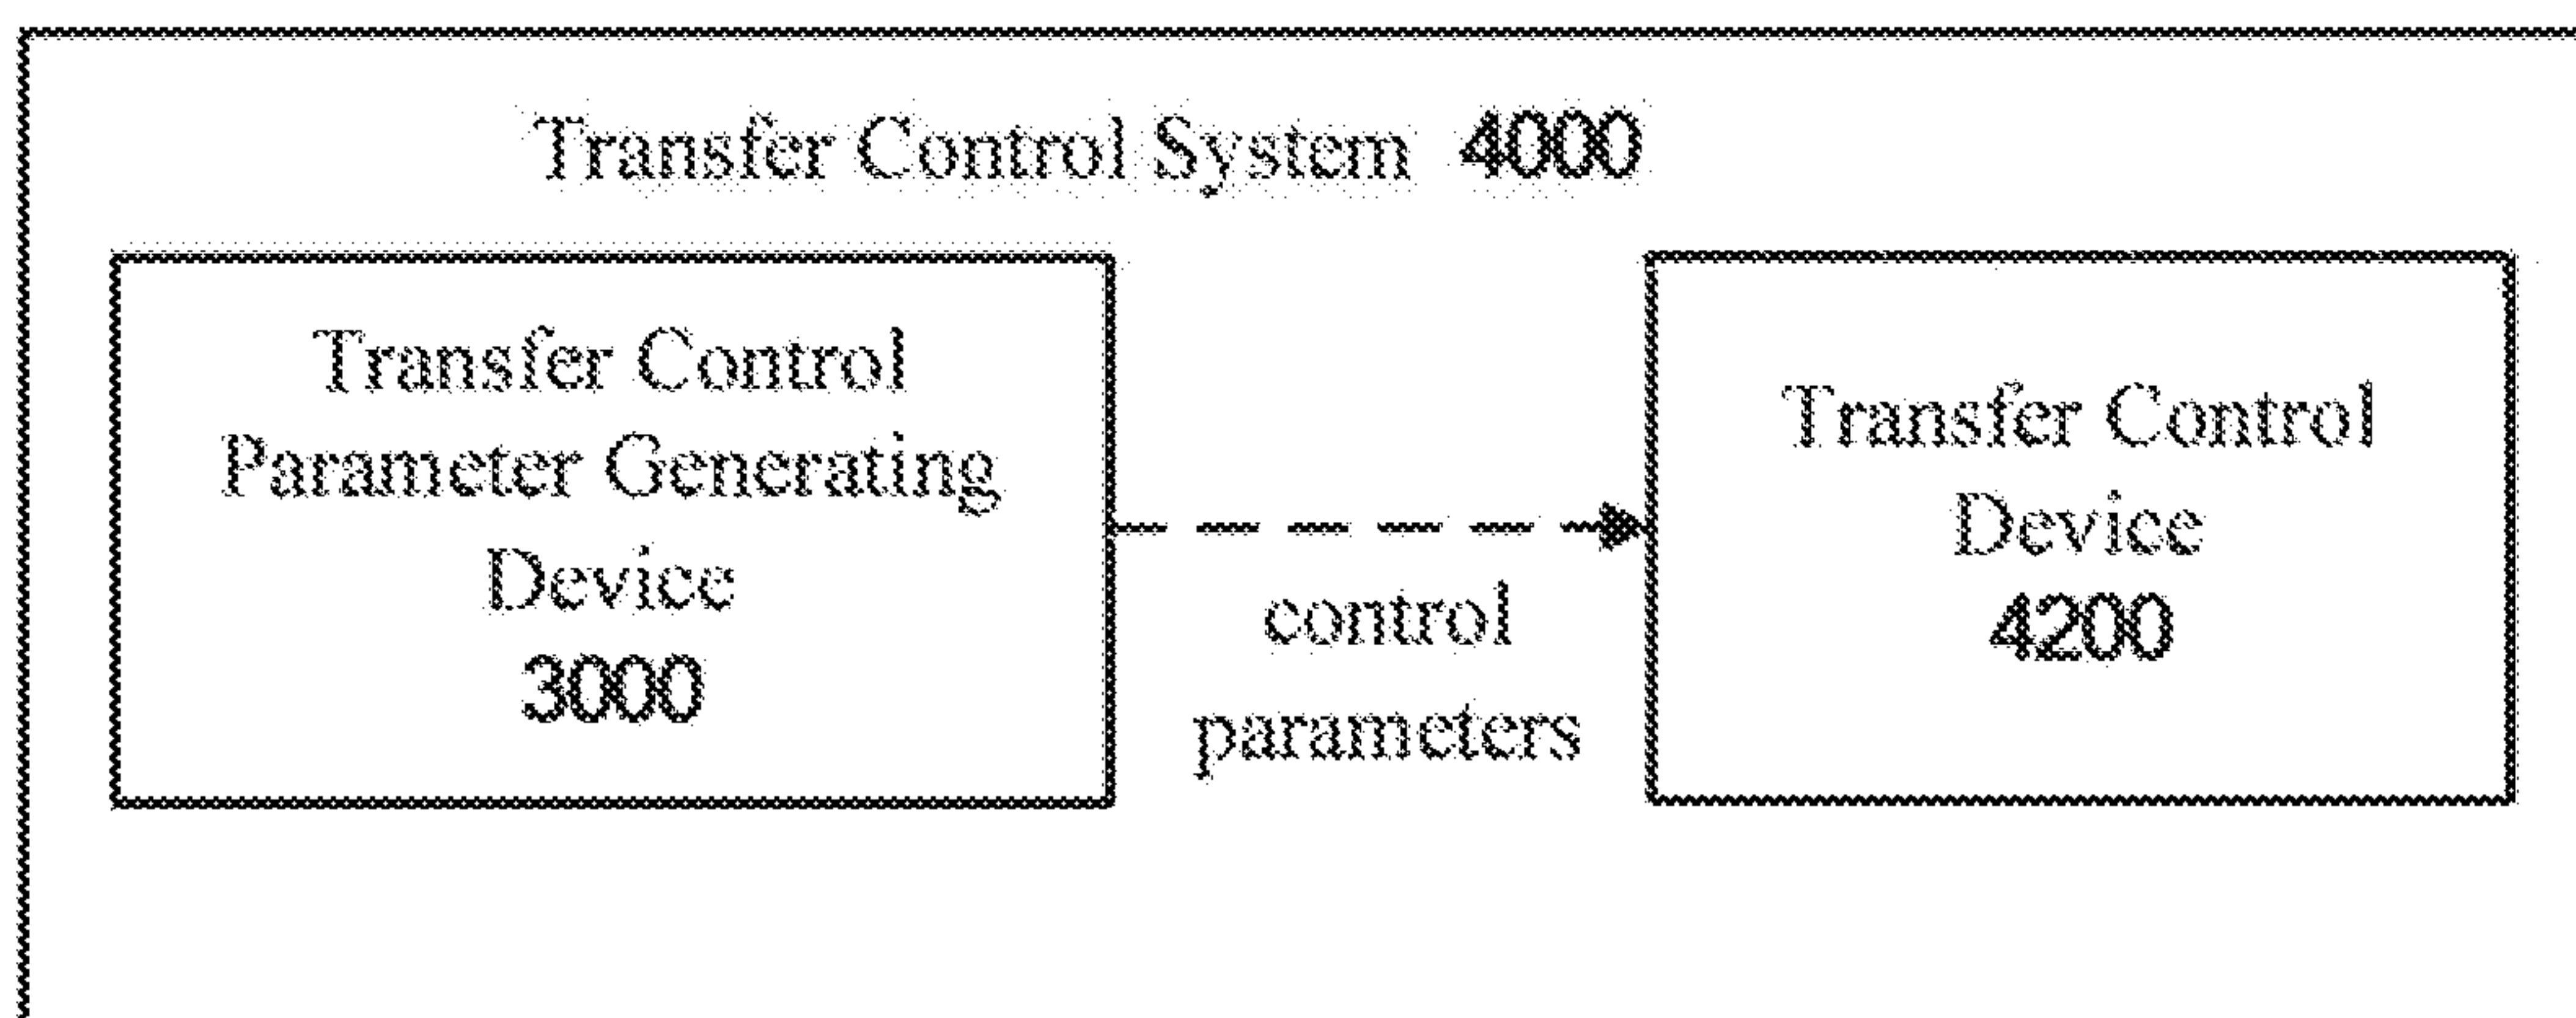 Transfer Control System 4000
Transfer Control
Parameter Generating
Device
3000
control
parameters
Transfer Control
Device
4200